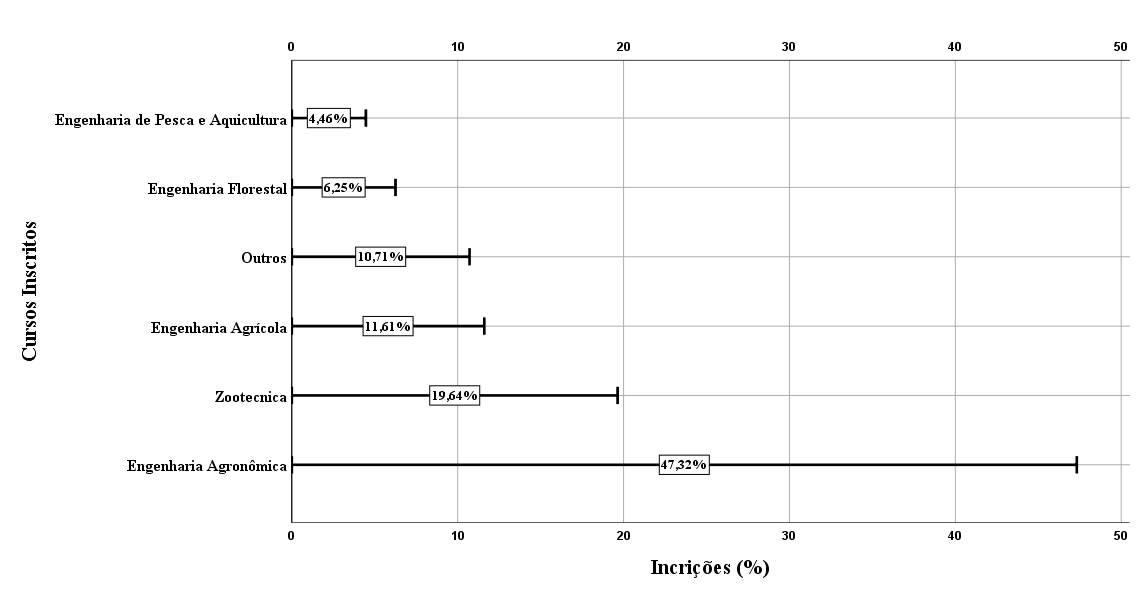 0 10 20 30 40 50
Engenharia de Pesca e Aquicultura 4,46%
Engenharia Florestal 6,25%
Outros 10,71%
Engenharia Agrícola 11,61%
Zootecnica 19,64%
Engenharia Agronômica 47,32%
Cursos Inscritos
0 10 20 30 40 50
Incrições (%)